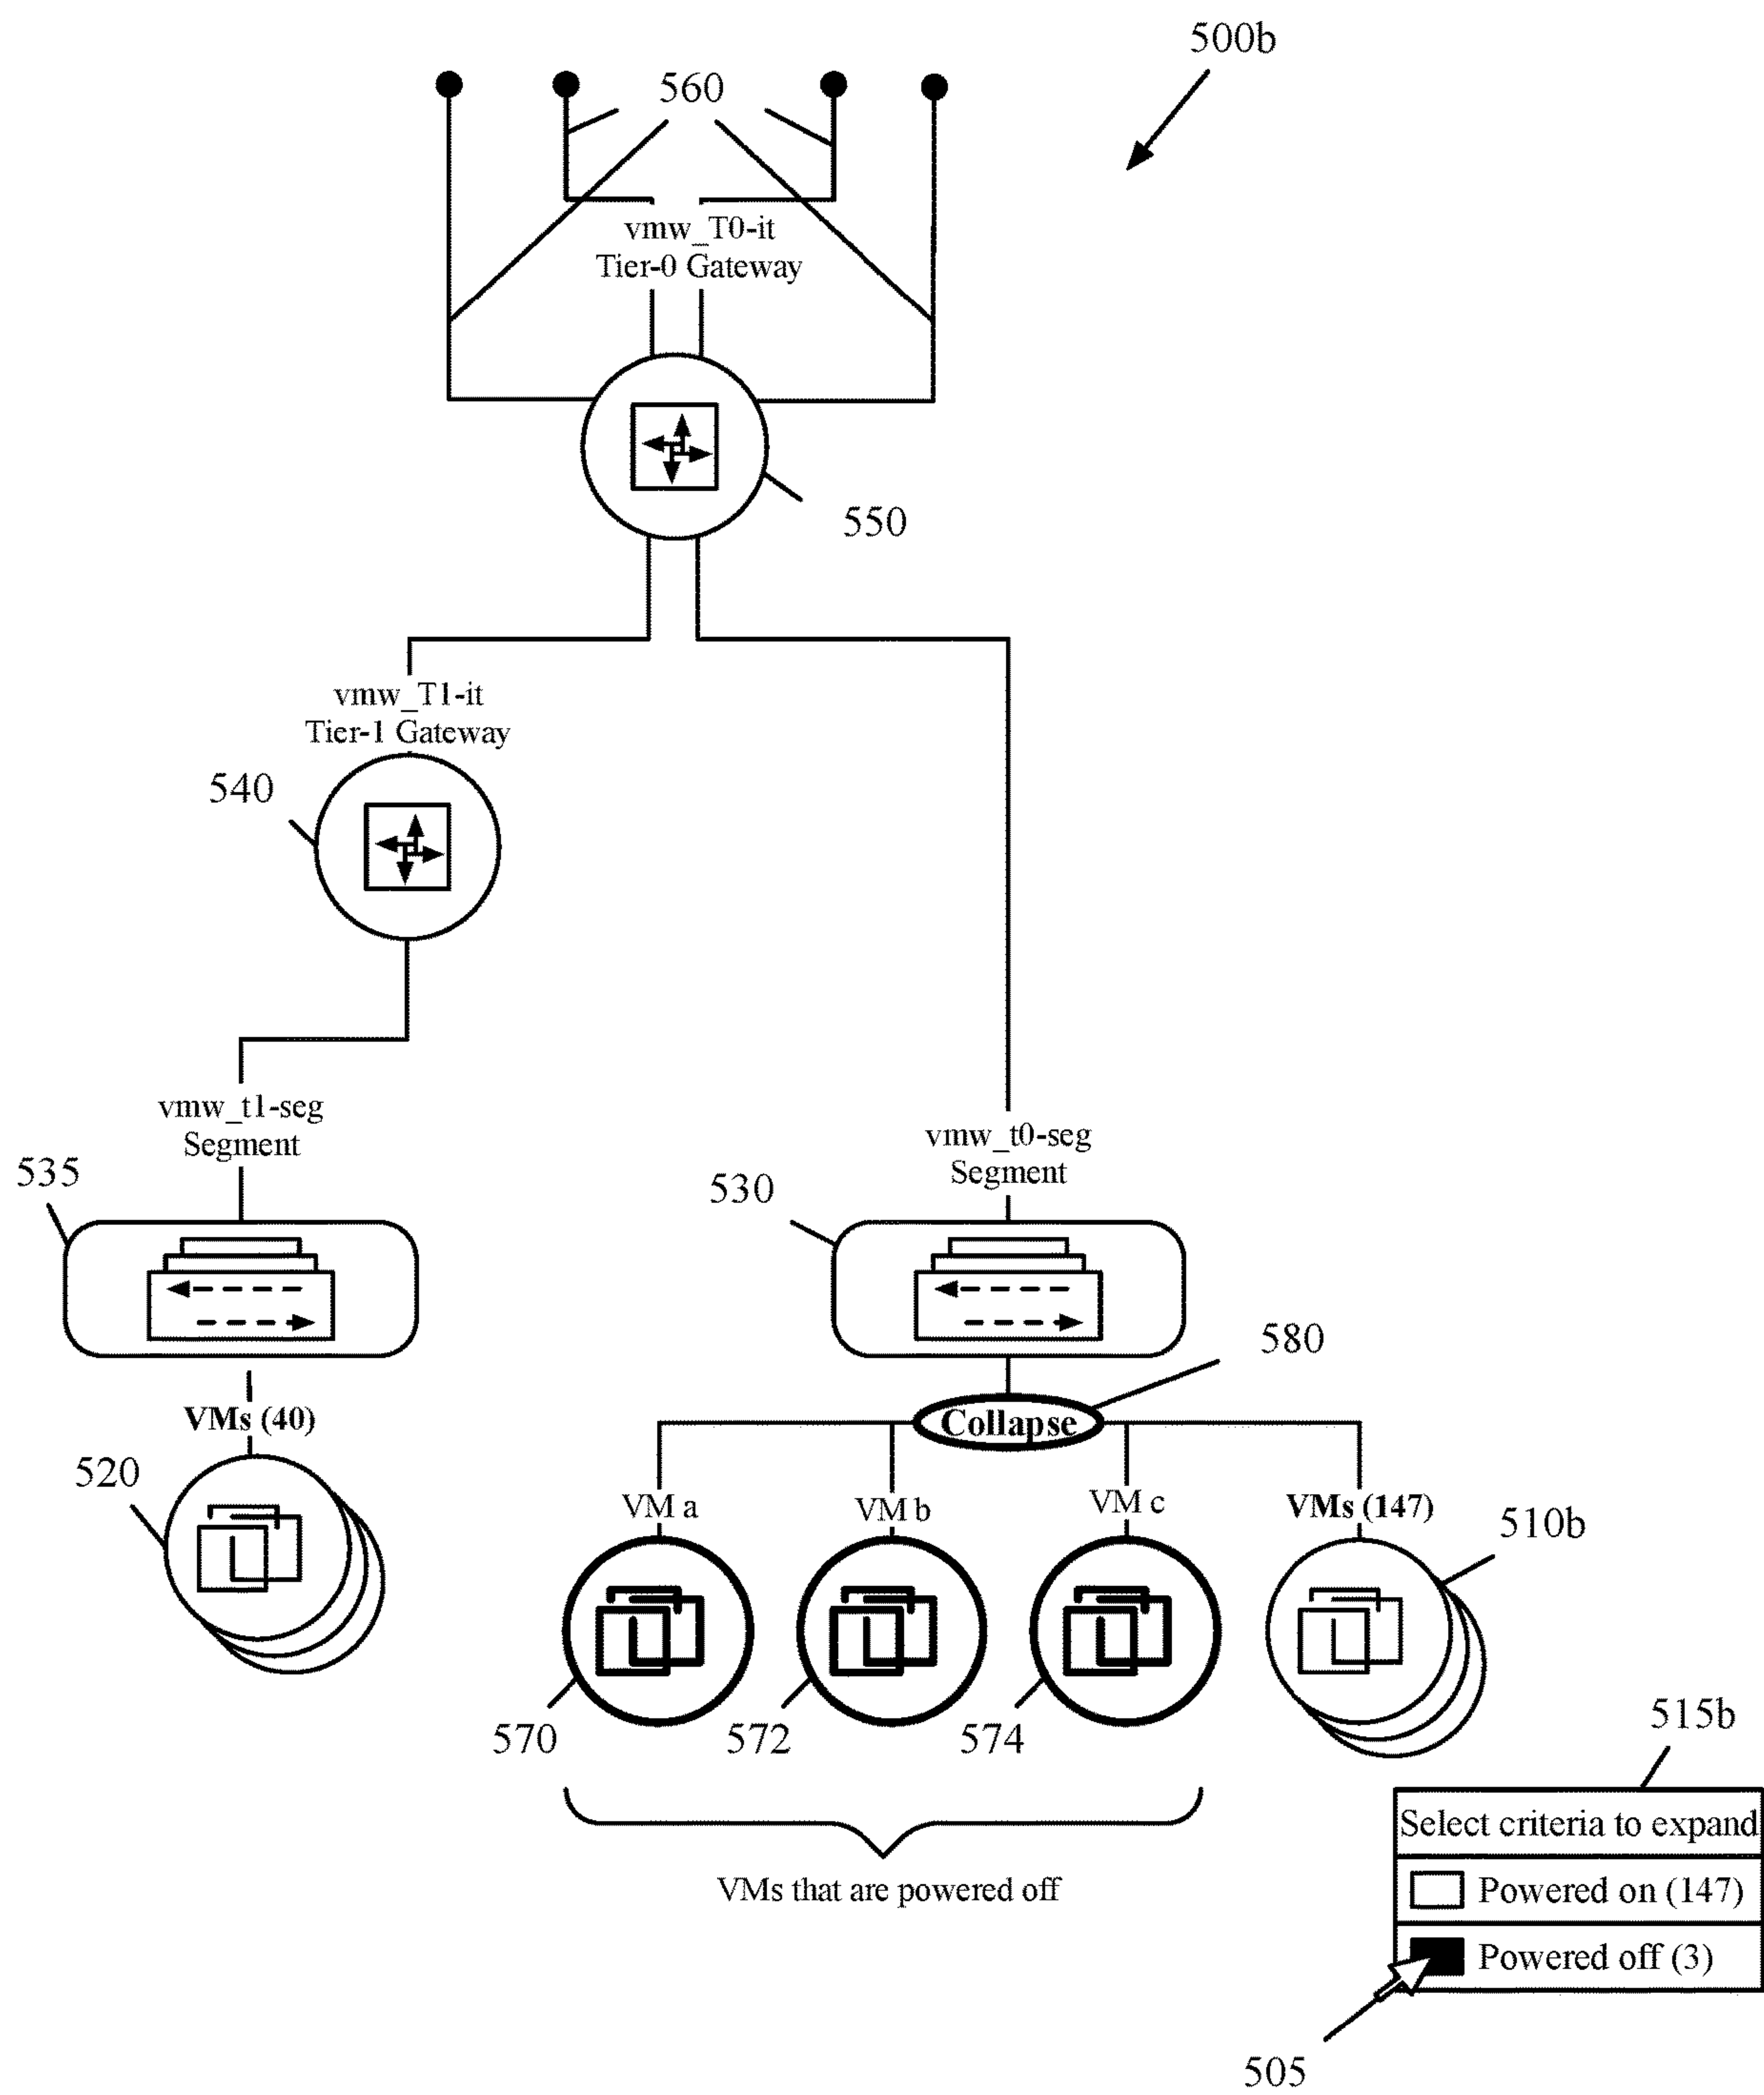 500b
560
vmw_T0-it
Tier-0 Gateway
550
vmw_T1-it
Tier-1 Gateway
540
vmw_t1-seg
Segment
vmw_t0-seg
Segment
535
530
580
VMs (40)
Collapse
520
VM a
VM b
VM c
VMs (147)
510b
570
572
574
515b
Select criteria to expand
VMs that are powered off
Powered on (147)
Powered off (3)
505